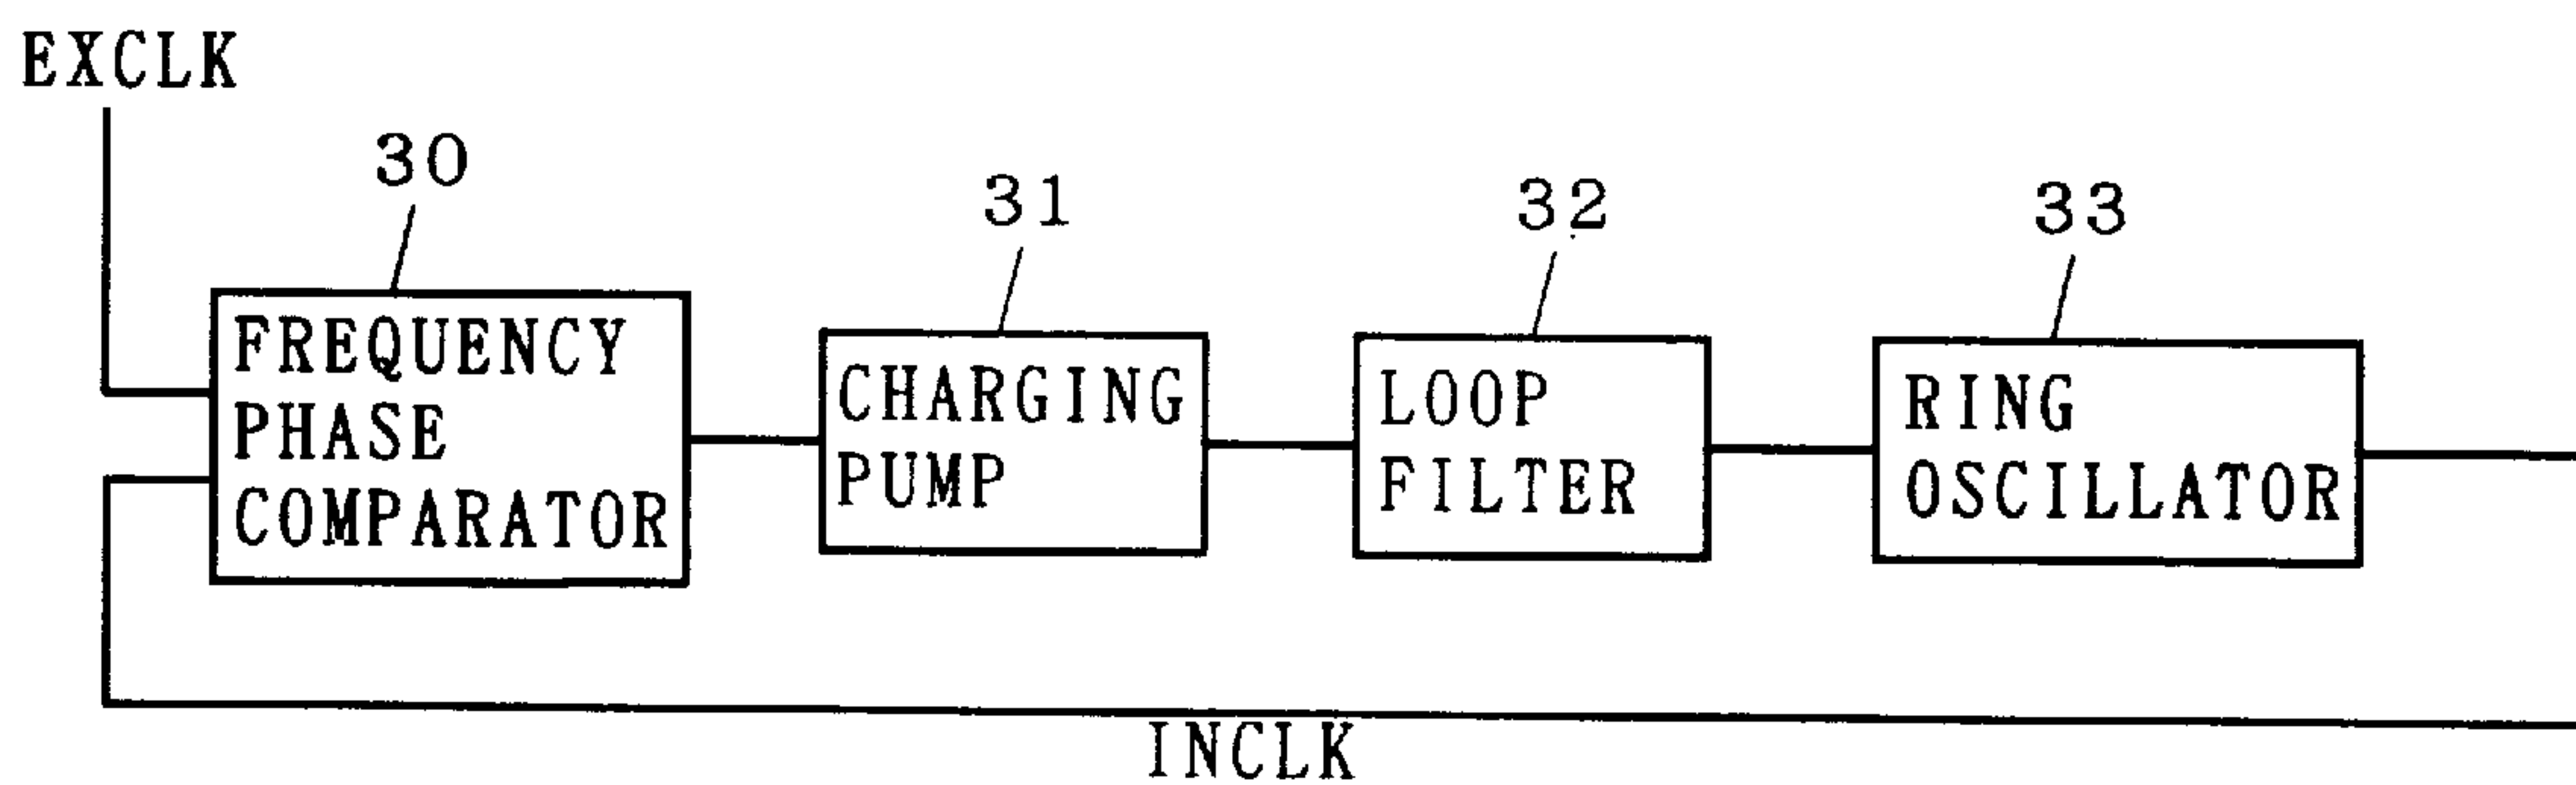 EXCLK
30
31
32
33
FREQUENCY
PHASE
COMPARATOR
CHARGING
PUMP
LOOP
FILTER
RING
OSCILLATOR
INCLK